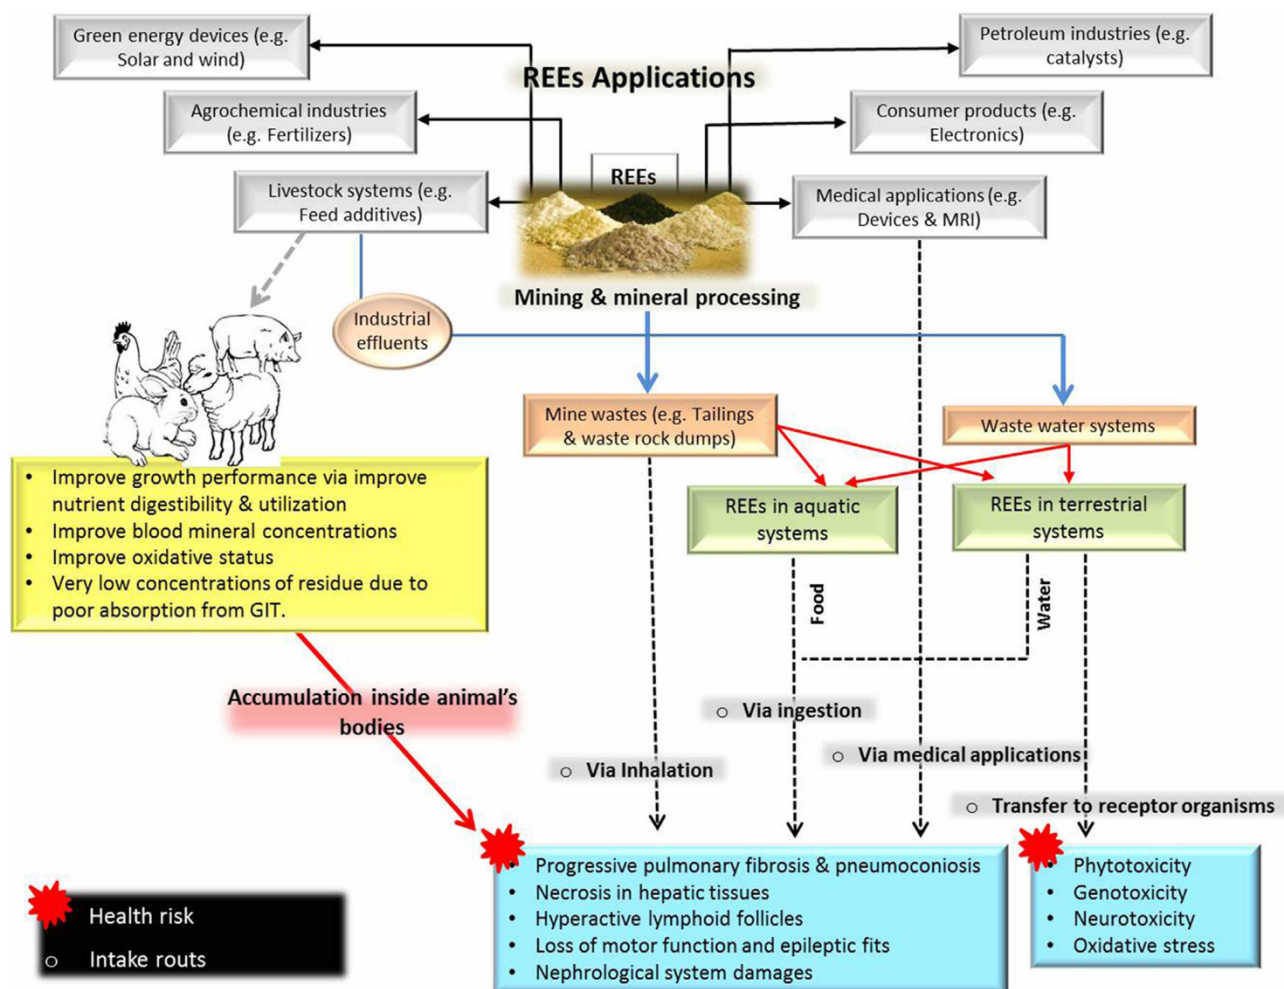 Green energy devices (e.g.
Solar and wind)
Petroleum industries (e.g.
catalysts)
REEs Applications
Agrochemical industries
(e.g. Fertilizers)
Consumer products (e.g.
Electronics)
REEs
Livestock systems (e.g.
Feed additives)
Medical applications (e.g.
Devices & MRI)
Mining & mineral processing
Industrial
effluents
Mine wastes (e.g. Tailings
& waste rock dumps)
Waste water systems
• Improve growth performance via improve
nutrient digestibility & utilization
• Improve blood mineral concentrations
• Improve oxidative status
• Very low concentrations of residue due to
poor absorption from GIT.
REEs in aquatic
systems
REEs in terrestrial
systems
Food
Water
Accumulation inside animal's
bodies
o Via ingestion
o Via Inhalation
o Via medical applications
o Transfer to receptor organisms
• Progressive pulmonary fibrosis & pneumoconiosis
• Necrosis in hepatic tissues
• Hyperactive lymphoid follicles
• Loss of motor function and epileptic fits
• Nephrological system damages
• Phytotoxicity
• Genotoxicity
• Neurotoxicity
• Oxidative stress
Health risk
o Intake routs